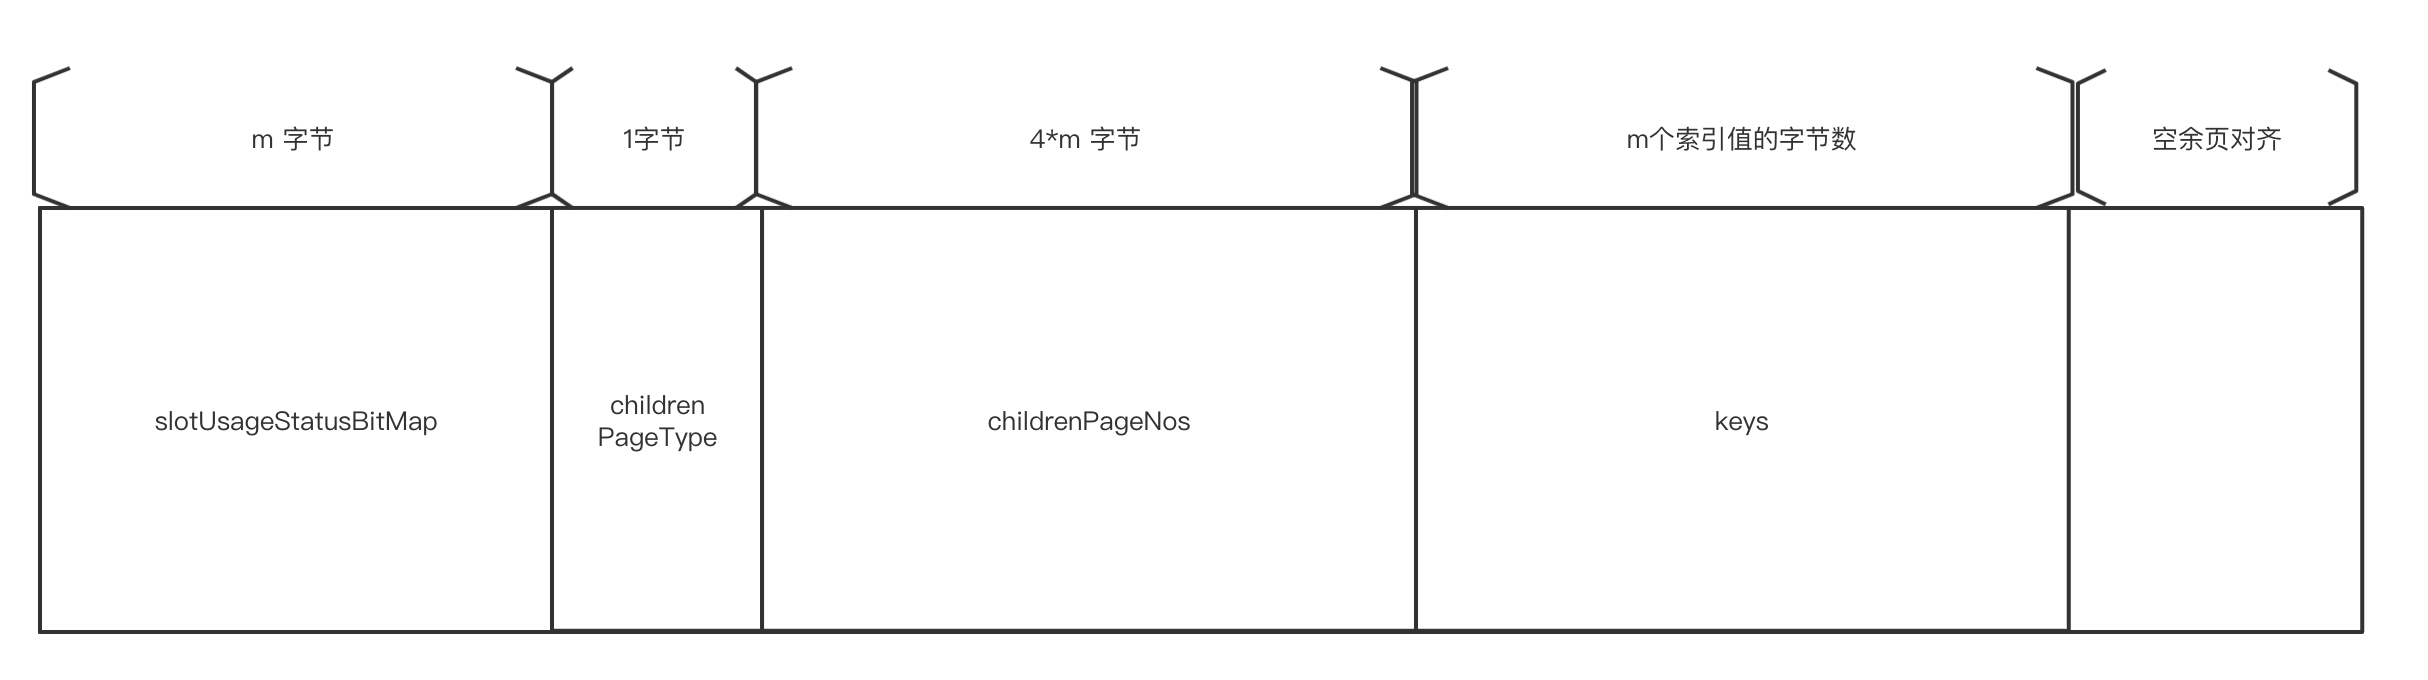 m 字节
1字节
4*m 字节
m个索引值的字节数
空余页对齐
slotUsageStatusBitMap
children
PageType
childrenPageNos
keys